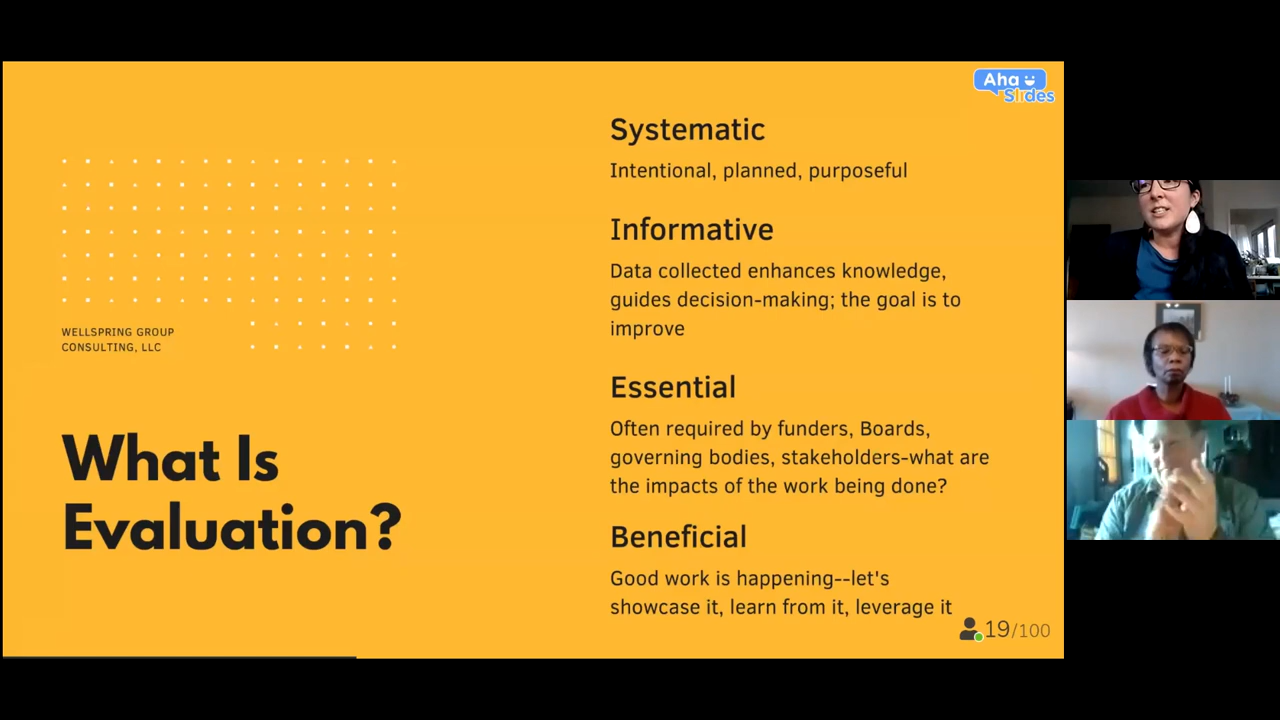 Aha
Slides
WELLSPRING GROUP
CONSULTING, LLC
What Is
Evaluation?
Systematic
Intentional, planned, purposeful
Informative
Data collected enhances knowledge,
guides decision-making; the goal is to
improve
Essential
Often required by funders, Boards,
governing bodies, stakeholders-what are
the impacts of the work being done?
Beneficial
Good work is happening--let's
showcase it, learn from it, leverage it
19/100